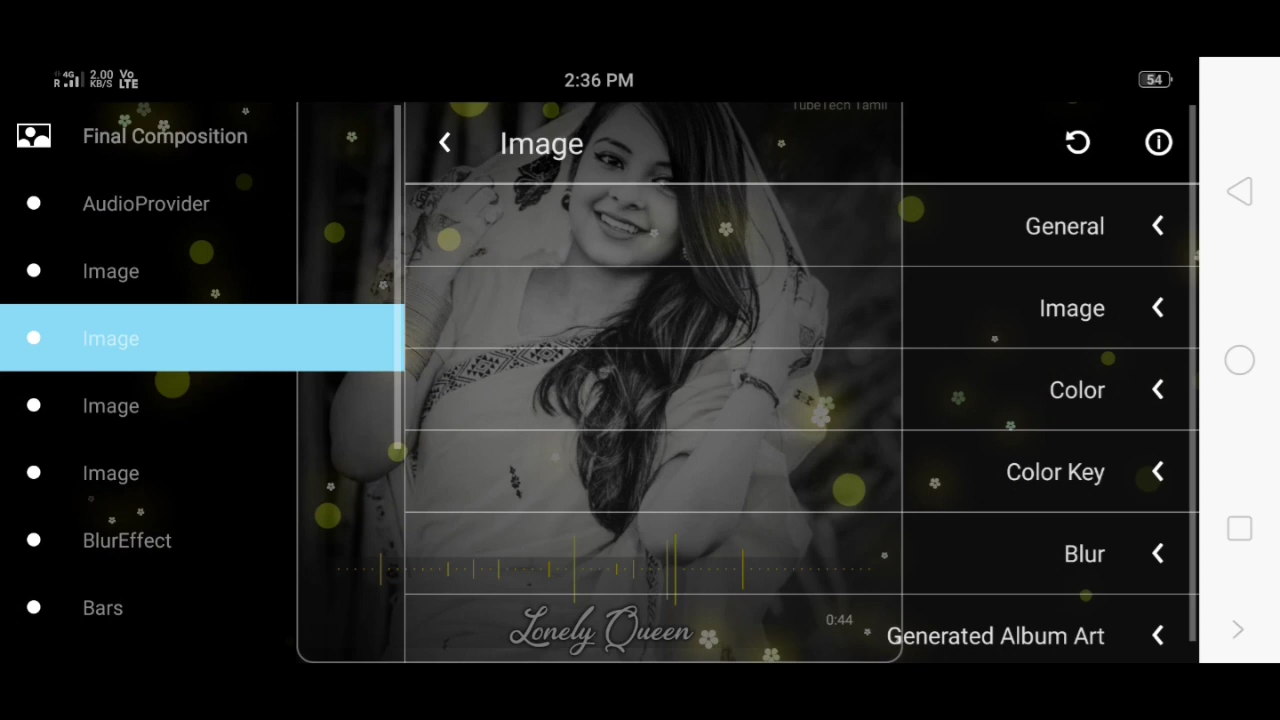 R 4G 2.00 KB/S Vo LTE
2:36 PM
54
TubeTech Tamil
Final Composition
AudioProvider
Image
Image
Image
Image
BlurEffect
Bars
Image
General
Image
Color
Color Key
Blur
Generated Album Art
Lonely Queen
0:44